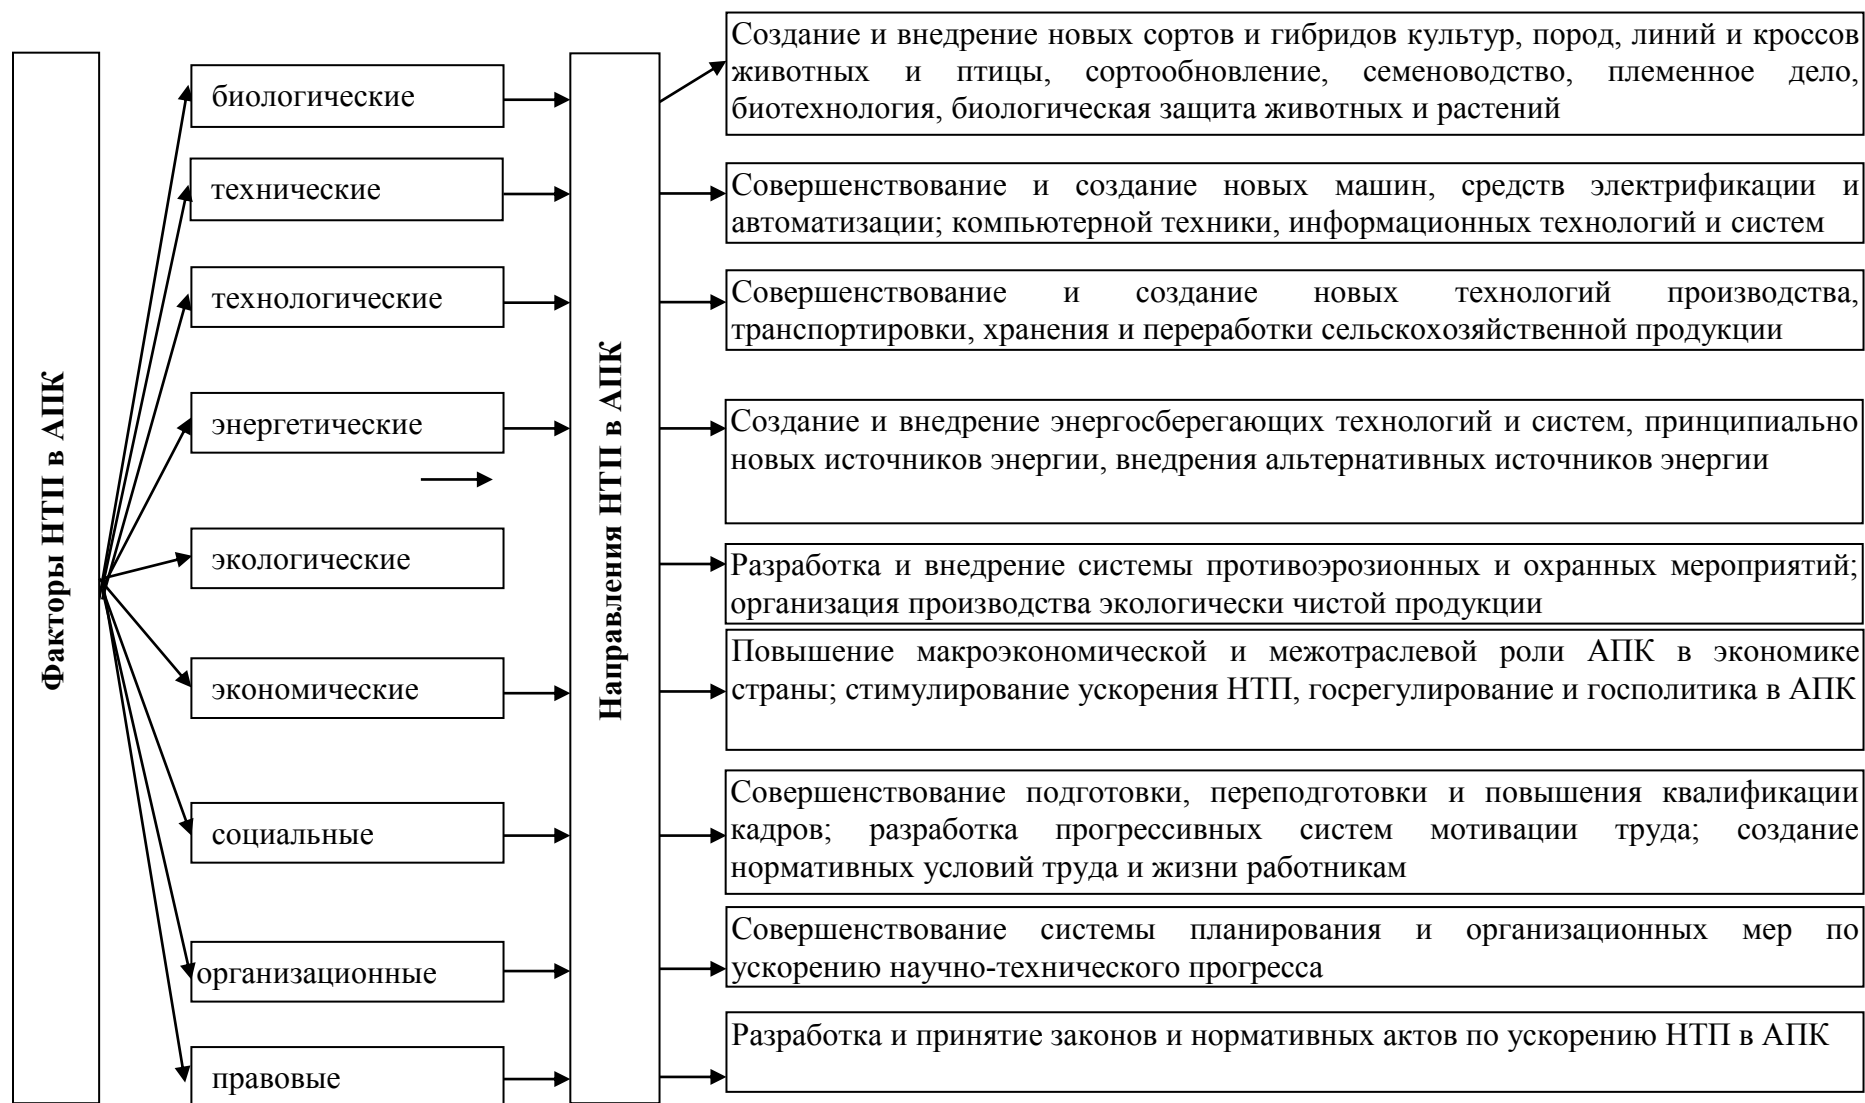 Факторы НТП в АПК
биологические
технические
технологические
энергетические
экологические
экономические
социальные
организационные
правовые
Направления НТП в АПК
Создание и внедрение новых сортов и гибридов культур, пород, линий и кроссов
животных и птицы, сортообновление, семеноводство, племенное дело,
биотехнология, биологическая защита животных и растений
Совершенствование и создание новых машин, средств электрификации и
автоматизации; компьютерной техники, информационных технологий и систем
Совершенствование и создание новых технологий производства,
транспортировки, хранения и переработки сельскохозяйственной продукции
Создание и внедрение энергосберегающих технологий и систем, принципиально
новых источников энергии, внедрения альтернативных источников энергии
Разработка и внедрение системы противоэрозионных и охранных мероприятий;
организация производства экологически чистой продукции
Повышение макроэкономической и межотраслевой роли АПК в экономике
страны; стимулирование ускорения НТП, госрегулирование и госполитика в АПК
Совершенствование подготовки, переподготовки и повышения квалификации
кадров; разработка прогрессивных систем мотивации труда; создание
нормативных условий труда и жизни работникам
Совершенствование системы планирования и организационных мер по
ускорению научно-технического прогресса
Разработка и принятие законов и нормативных актов по ускорению НТП в АПК